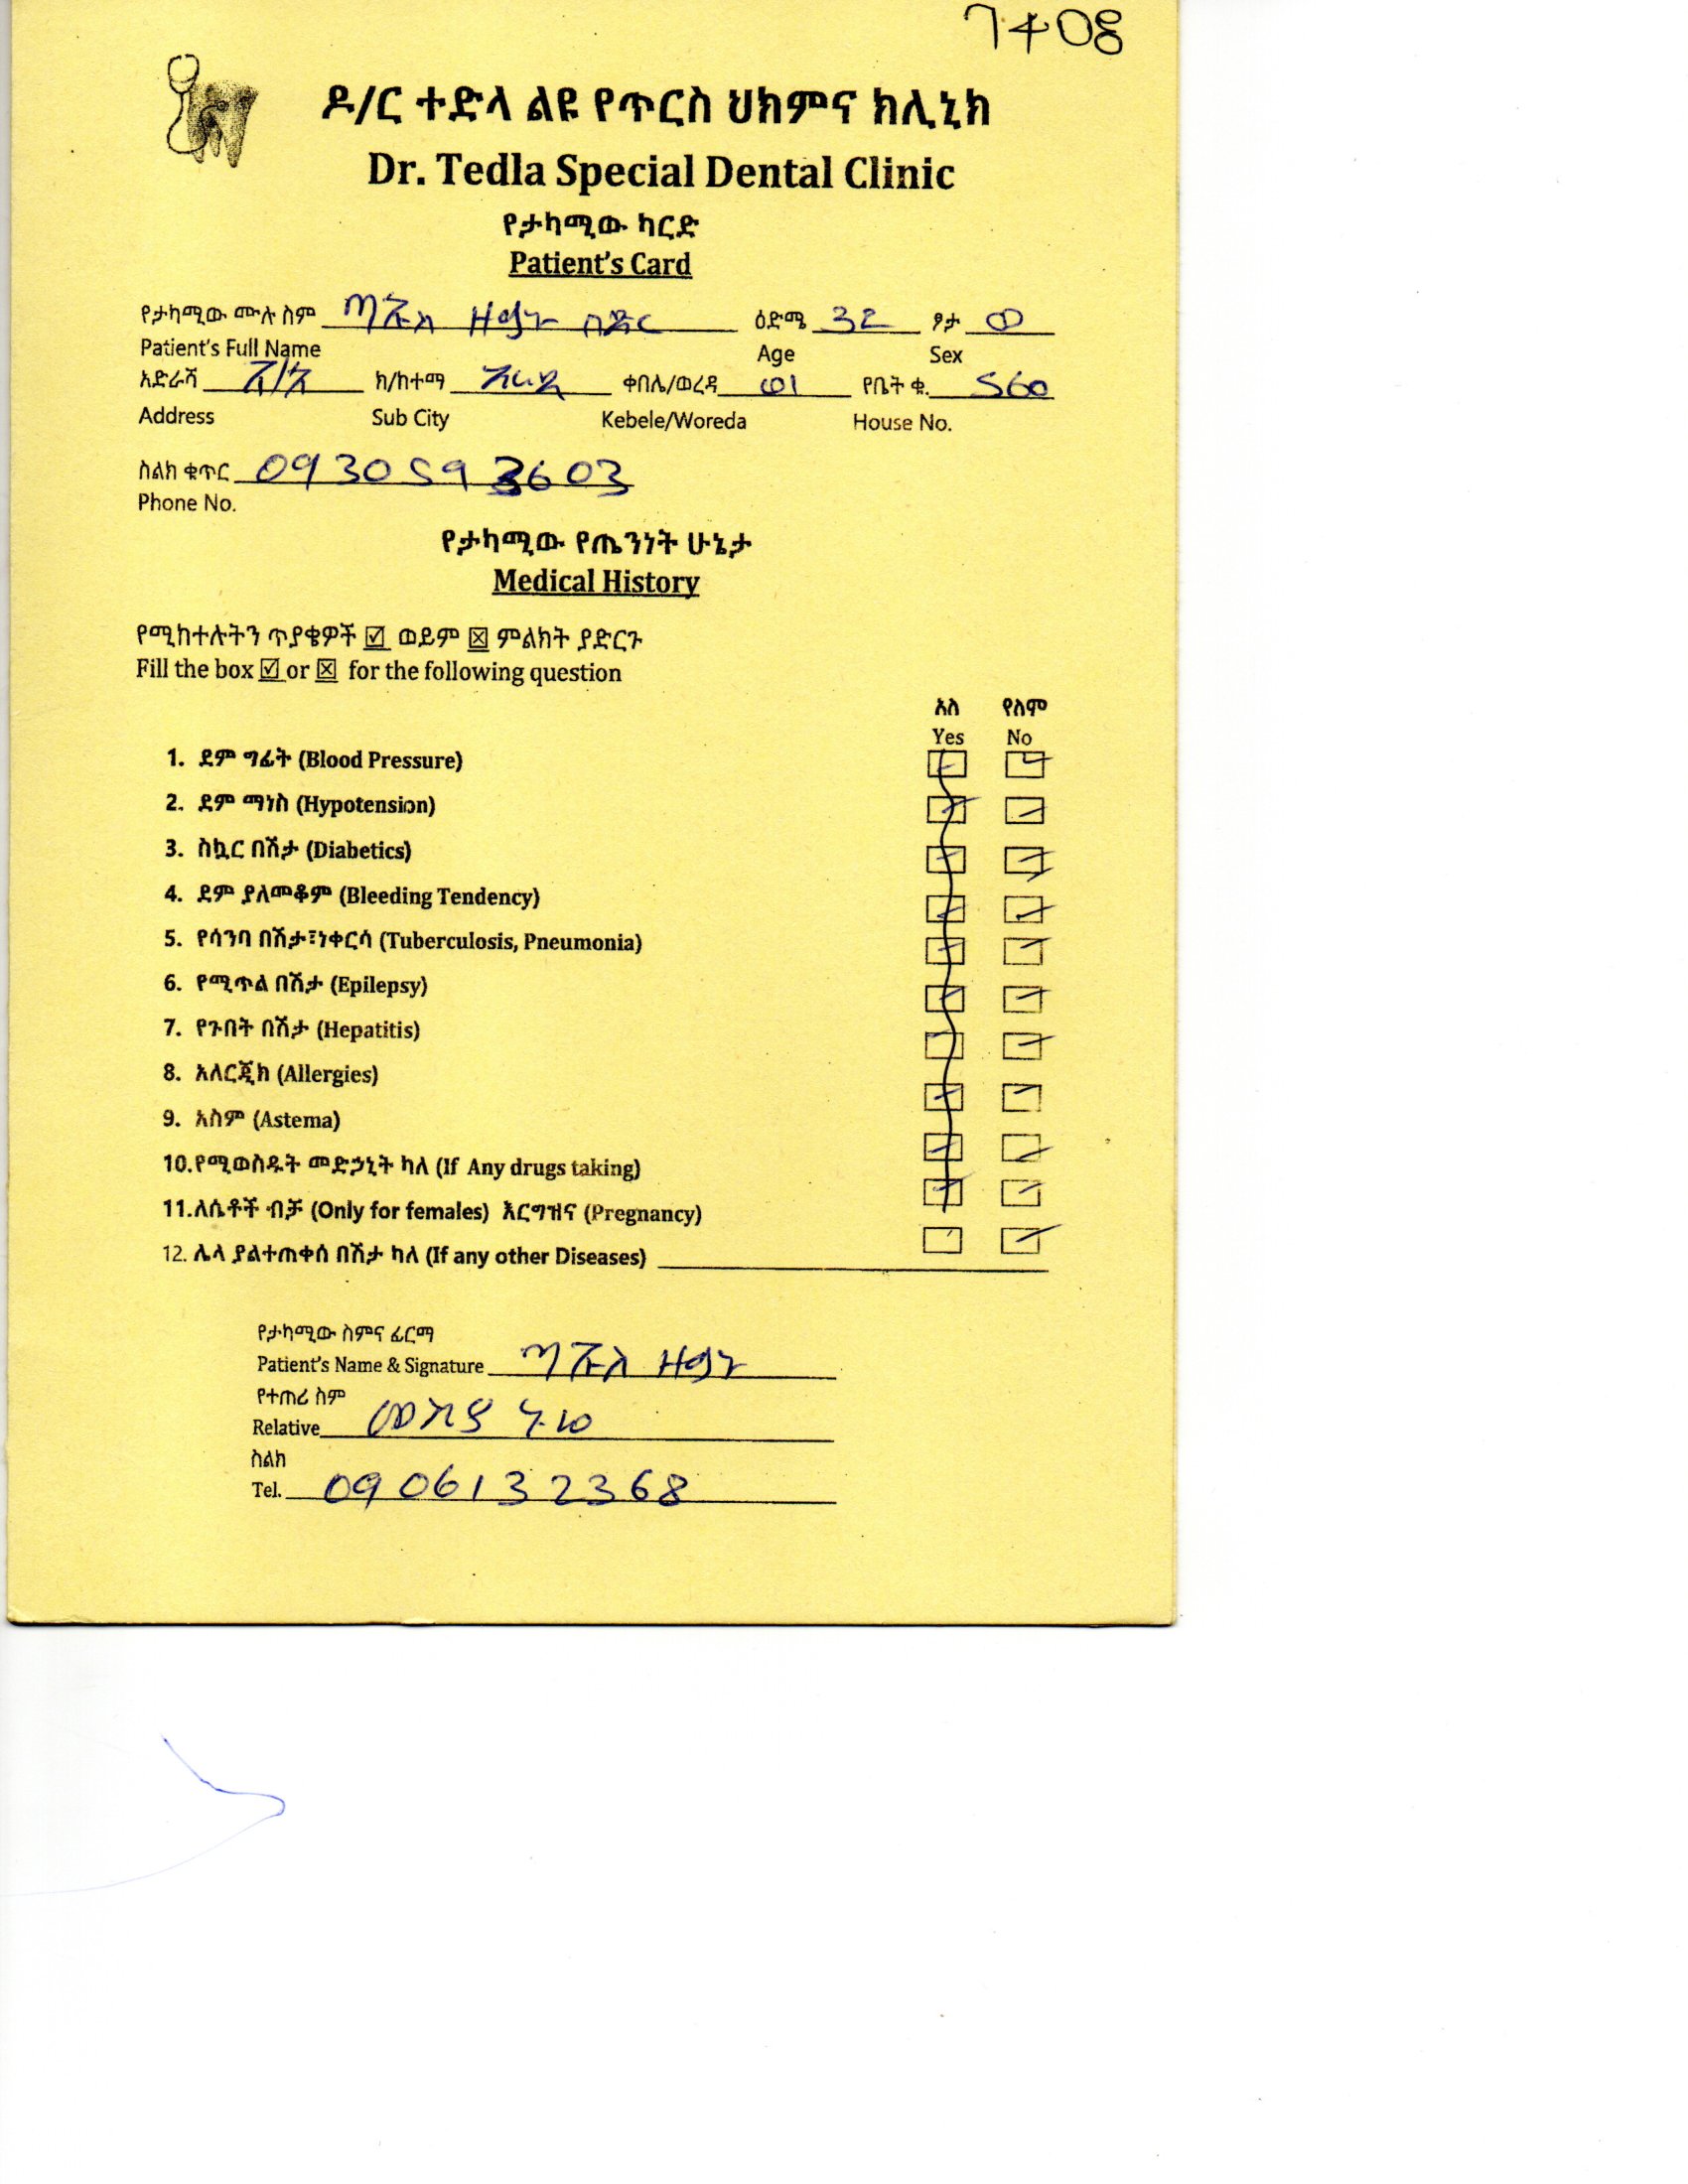 7408
ዶ/ር ተድላ ልዩ የጥርስ ህክምና ክሊኒክ
Dr. Tedla Special Dental Clinic
የታካሚው ካርድ
Patient's Card
የታካሚው ሙሉ ስም ዕድሜ 32 ፆታ ወ
Patient's Full Name Age Sex
አድራሻ አ/አ ክ/ከተማ አራዳ ቀበሌ/ወረዳ 01 የቤት ቁ. 560
Address Sub City Kebele/Woreda House No.
ስልክ ቁጥር 0930593603
Phone No.
የታካሚው የጤንነት ሁኔታ
Medical History
የሚከተሉትን ጥያቄዎች ☑ ወይም ☒ ምልክት ያድርጉ
Fill the box ☑ or ☒ for the following question
አለ የለም
Yes No
1. ደም ግፊት (Blood Pressure)
2. ደም ማነስ (Hypotension)
3. ስኳር በሽታ (Diabetics)
4. ደም ያለመቆም (Bleeding Tendency)
5. የሳንባ በሽታ፣ነቀርሳ (Tuberculosis, Pneumonia)
6. የሚጥል በሽታ (Epilepsy)
7. የጉበት በሽታ (Hepatitis)
8. አለርጂክ (Allergies)
9. አስም (Astema)
10.የሚወስዱት መድኃኒት ካለ (If Any drugs taking)
11.ለሴቶች ብቻ (Only for females) እርግዝና (Pregnancy)
12. ሌላ ያልተጠቀሰ በሽታ ካለ (If any other Diseases)
የታካሚው ስምና ፊርማ
Patient's Name & Signature
የተጠሪ ስም
Relative
ስልክ
Tel. 0906132368